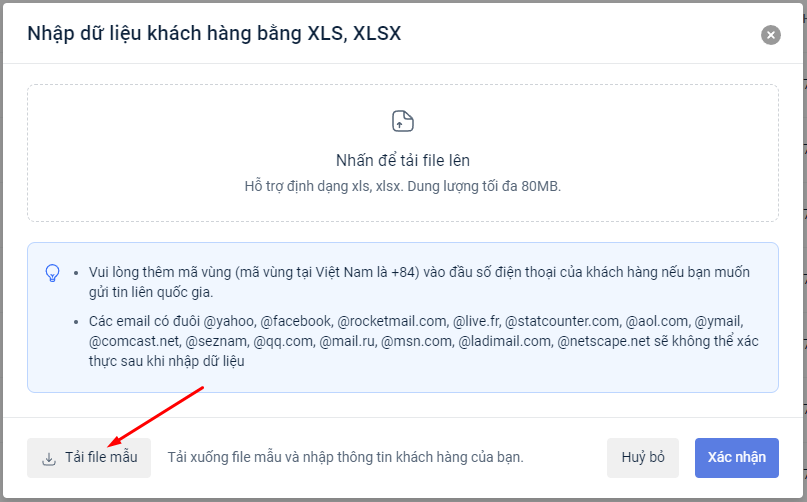 Nhập dữ liệu khách hàng bằng XLS, XLSX
Nhấn để tải file lên
Hỗ trợ định dạng xls, xlsx. Dung lượng tối đa 80MB.
• Vui lòng thêm mã vùng (mã vùng tại Việt Nam là +84) vào đầu số điện thoại của khách hàng nếu bạn muốn
gửi tin liên quốc gia.
• Các email có đuôi @yahoo, @facebook, @rocketmail.com, @live.fr, @statcounter.com, @aol.com, @ymail,
@comcast.net, @seznam, @qq.com, @mail.ru, @msn.com, @ladimail.com, @netscape.net sẽ không thể xác
thực sau khi nhập dữ liệu
Tải file mẫu
Tải xuống file mẫu và nhập thông tin khách hàng của bạn.
Huỷ bỏ
Xác nhận